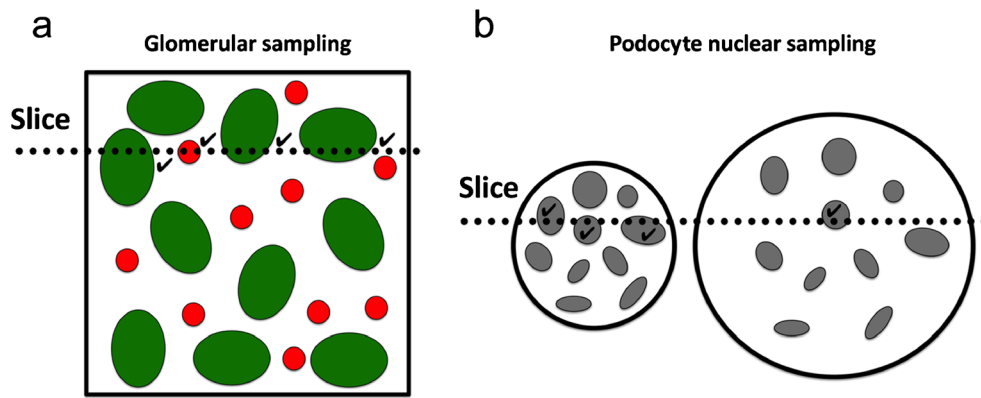 a
Glomerular sampling
Slice
b
Podocyte nuclear sampling
Slice